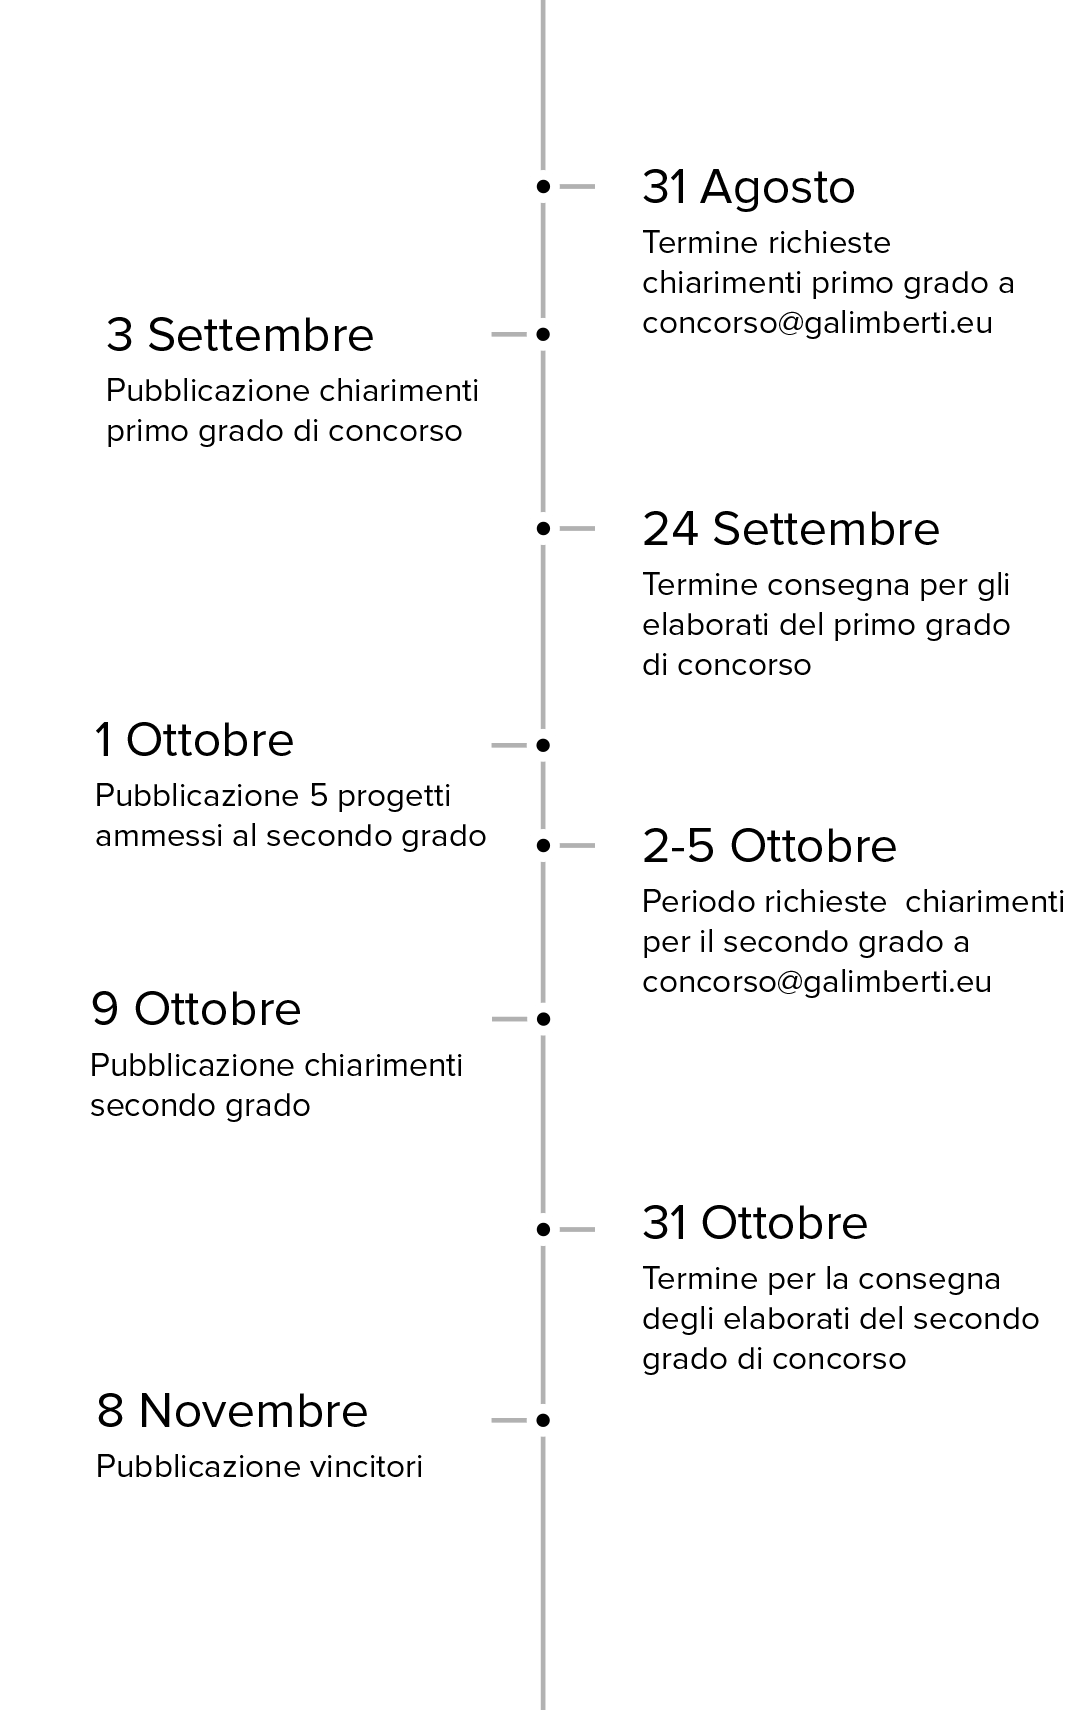 31 Agosto
Termine richieste
chiarimenti primo grado a
concorso@galimberti.eu
3 Settembre
Pubblicazione chiarimenti
primo grado di concorso
24 Settembre
Termine consegna per gli
elaborati del primo grado
di concorso
1 Ottobre
Pubblicazione 5 progetti
ammessi al secondo grado
2-5 Ottobre
Periodo richieste  chiarimenti
per il secondo grado a
concorso@galimberti.eu
9 Ottobre
Pubblicazione chiarimenti
secondo grado
31 Ottobre
Termine per la consegna
degli elaborati del secondo
grado di concorso
8 Novembre
Pubblicazione vincitori